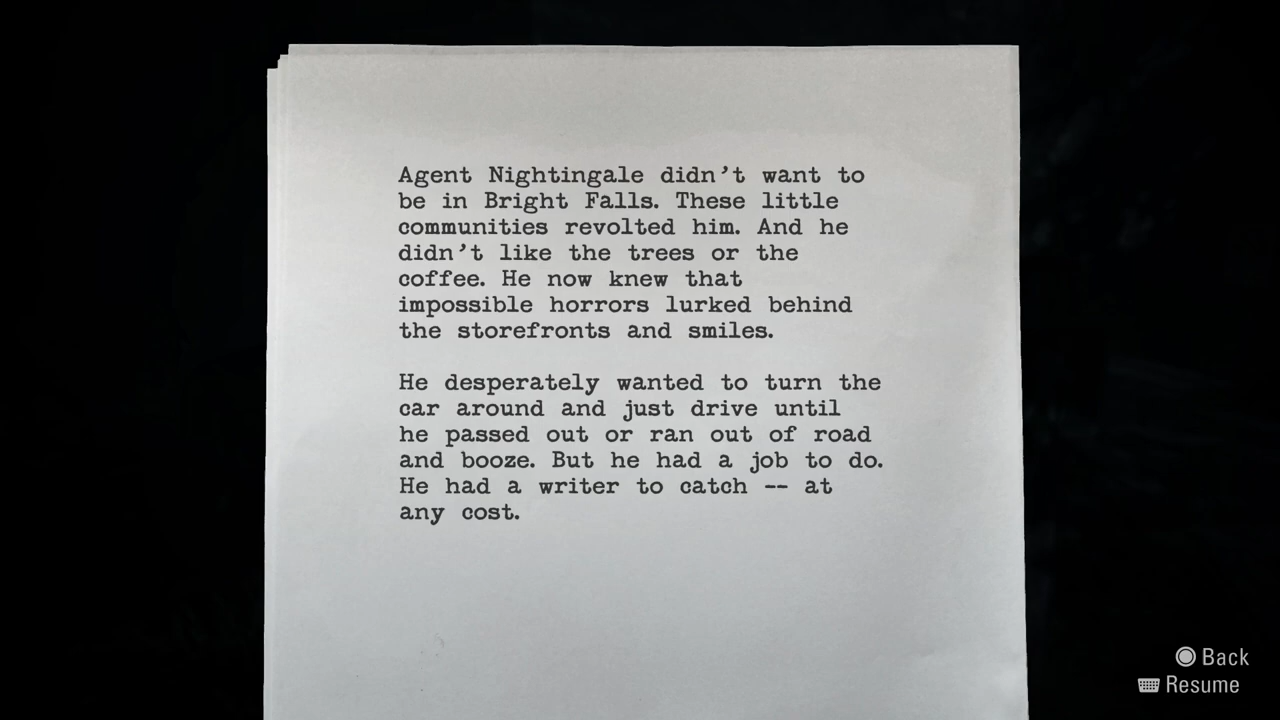 Agent Nightingale didn't want to
be in Bright Falls. These little
communities revolted him. And he
didn't like the trees or the
coffee. He now knew that
impossible horrors lurked behind
the storefronts and smiles.
He desperately wanted to turn the
car around and just drive until
he passed out or ran out of road
and booze. But he had a job to do.
He had a writer to catch -- at
any cost.
Back
Resume